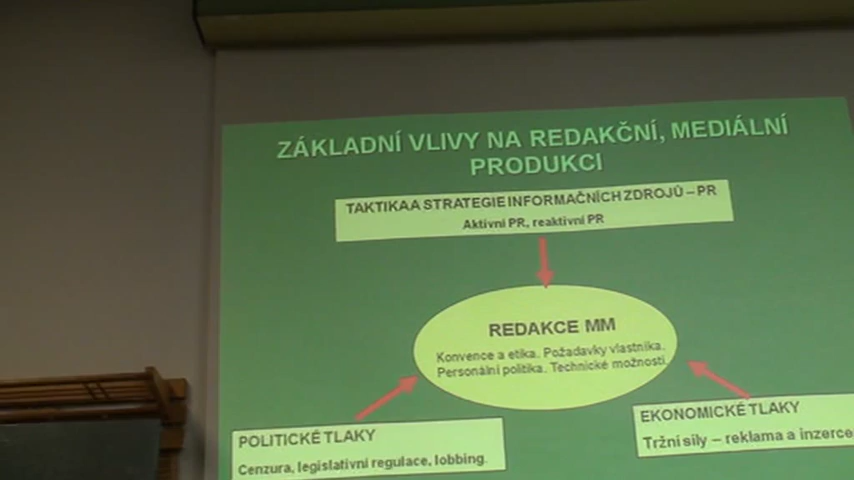 ZÁKLADNÍ VLIVY NA REDAKČNÍ, MEDIÁLNÍ
PRODUKCI
TAKTIKA A STRATEGIE INFORMAČNÍCH ZDROJŮ – PR
Aktivní PR, reaktivní PR
REDAKCE MM
Konvence a etika. Požadavky vlastníka.
Personální politika. Technické možnosti.
POLITICKÉ TLAKY
Cenzura, legislativní regulace, lobbing.
EKONOMICKÉ TLAKY
Tržní síly – reklama a inzerce